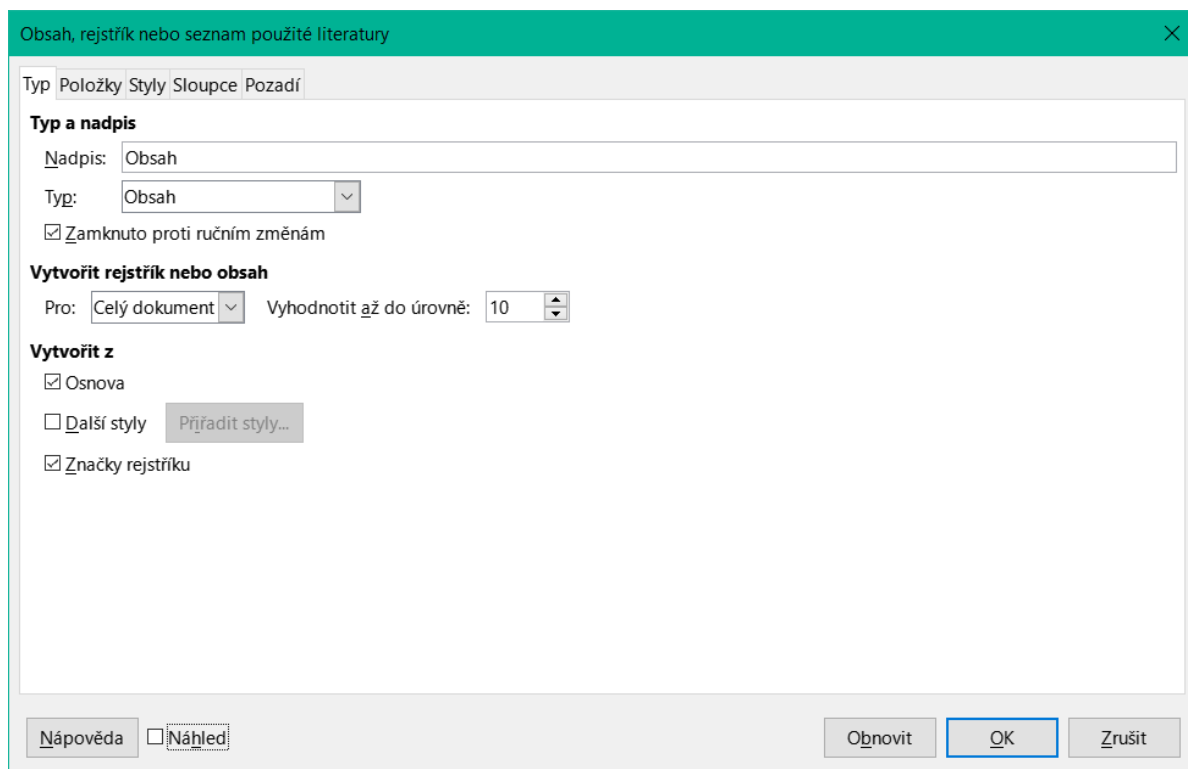 Obsah, rejstřík nebo seznam použité literatury
Typ Položky Styly Sloupce Pozadí
Typ a nadpis
Nadpis: Obsah
Typ: Obsah
Zamknuto proti ručním změnám
Vytvořit rejstřík nebo obsah
Pro: Celý dokument Vyhodnotit až do úrovně: 10
Vytvořit z
Osnova
Další styly Přiřadit styly...
Značky rejstříku
Nápověda Náhled Obnovit OK Zrušit